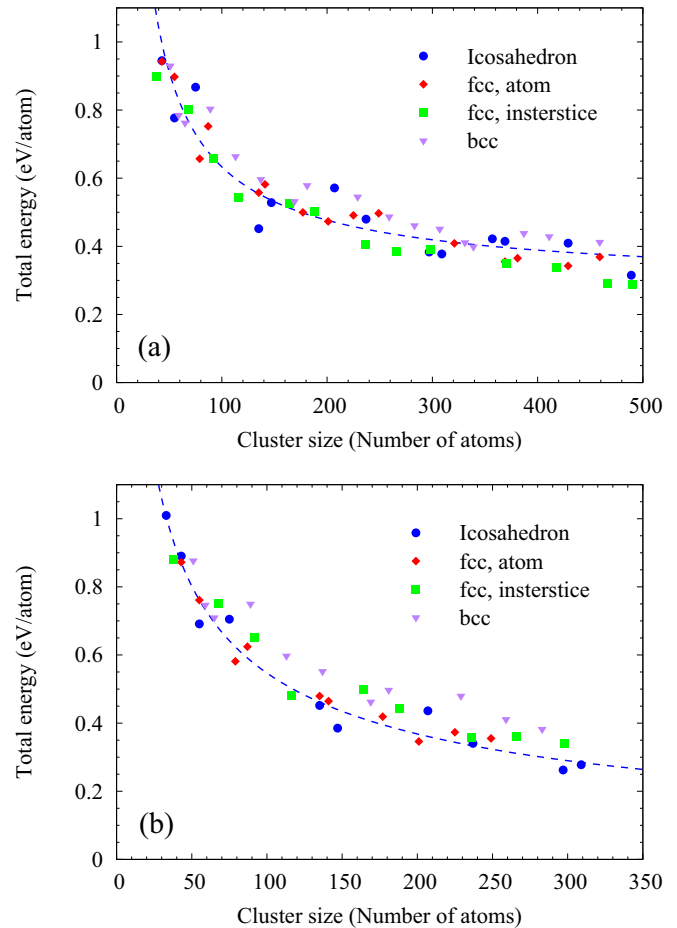 Total energy (eV/atom)
1
0.8
0.6
0.4
0.2
0
Icosahedron
fcc, atom
fcc, insterstice
bcc
(a)
0 100 200 300 400 500
Cluster size (Number of atoms)
Total energy (eV/atom)
1
0.8
0.6
0.4
0.2
0
Icosahedron
fcc, atom
fcc, insterstice
bcc
(b)
0 50 100 150 200 250 300 350
Cluster size (Number of atoms)